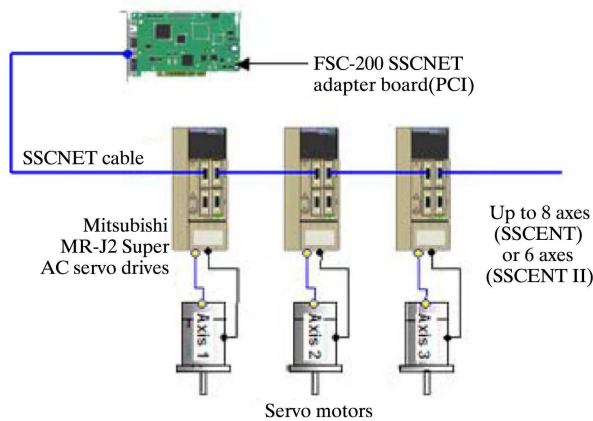 FSC-200 SSCNET
adapter board(PCI)
SSCNET cable
Mitsubishi
MR-J2 Super
AC servo drives
Up to 8 axes
(SSCENT)
or 6 axes
(SSCENT II)
Axis 1
Axis 2
Axis 3
Servo motors